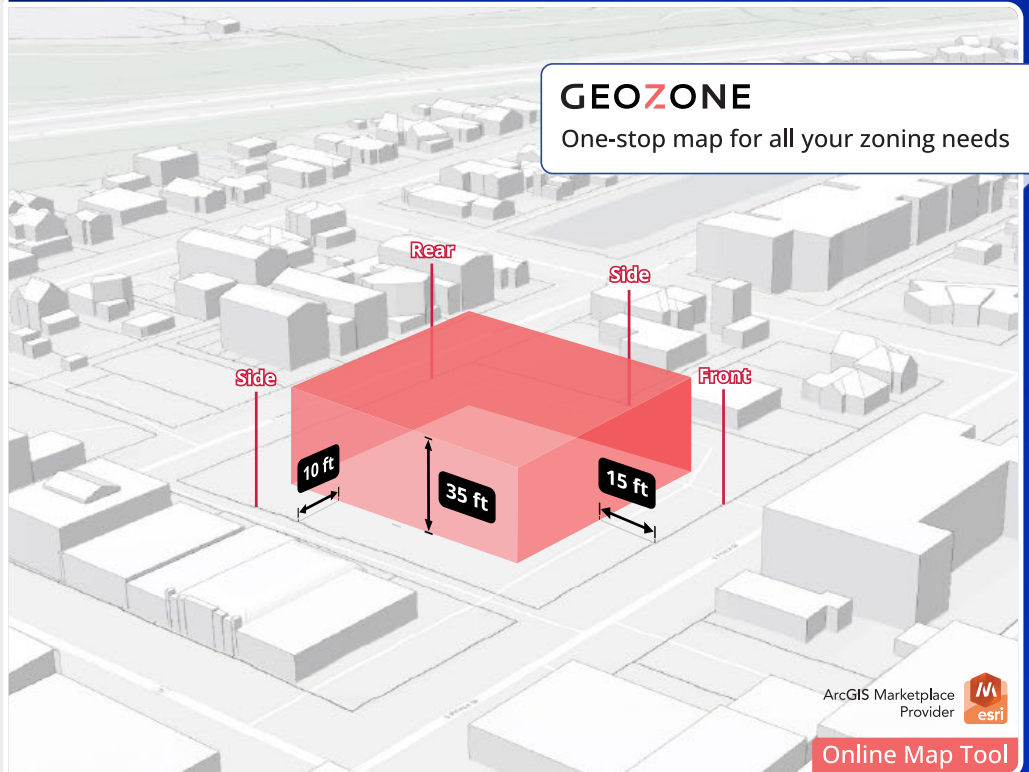 GEOZONE
One-stop map for all your zoning needs
Rear
Side
Side
Front
10 ft
35 ft
15 ft
ArcGIS Marketplace
Provider
esri
Online Map Tool